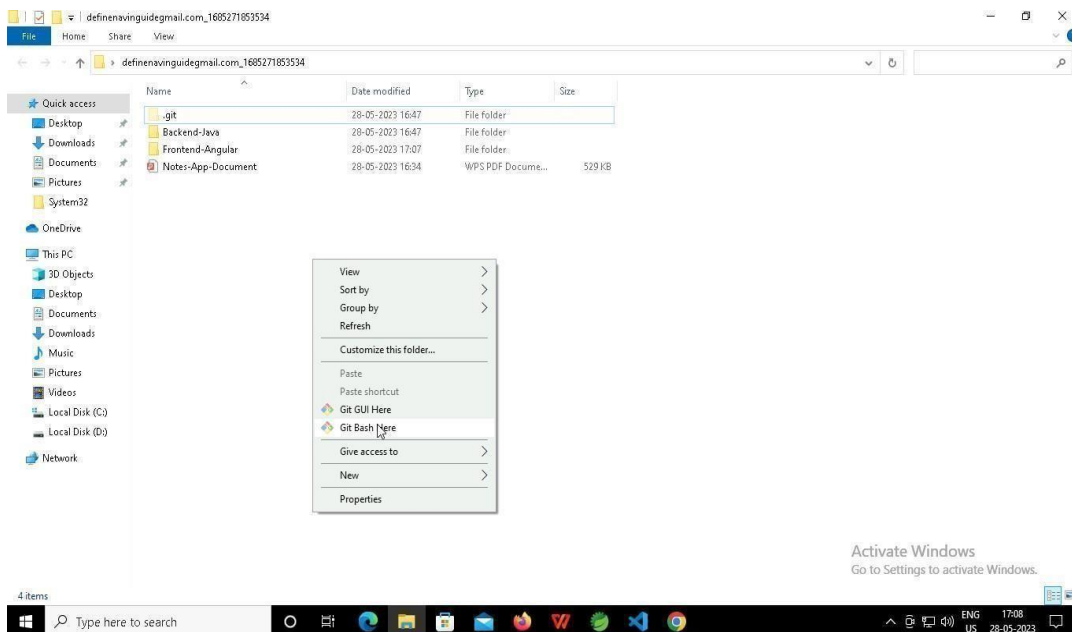 definenavinguidegmail.com_1685271853534
File Home Share View
definenavinguidegmail.com_1685271853534
Name Date modified Type Size
Quick access
Desktop
Downloads
Documents
Pictures
System32
OneDrive
This PC
3D Objects
Desktop
Documents
Downloads
Music
Pictures
Videos
Local Disk (C:)
Local Disk (D:)
Network
.git 28-05-2023 16:47 File folder
Backend-Java 28-05-2023 16:47 File folder
Frontend-Angular 28-05-2023 17:07 File folder
Notes-App-Document 28-05-2023 16:34 WPS PDF Docume... 529 KB
View
Sort by
Group by
Refresh
Customize this folder...
Paste
Paste shortcut
Git GUI Here
Git Bash Here
Give access to
New
Properties
Activate Windows
Go to Settings to activate Windows.
4 items
Type here to search
ENG 17:08
US 28-05-2023